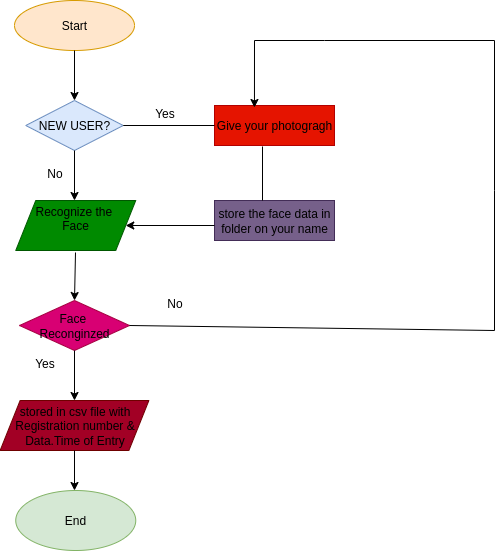 Start
NEW USER?
Yes
Give your photogragh
No
Recognize the
Face
store the face data in
folder on your name
No
Face
Reconginzed
Yes
stored in csv file with
Registration number &
Data.Time of Entry
End